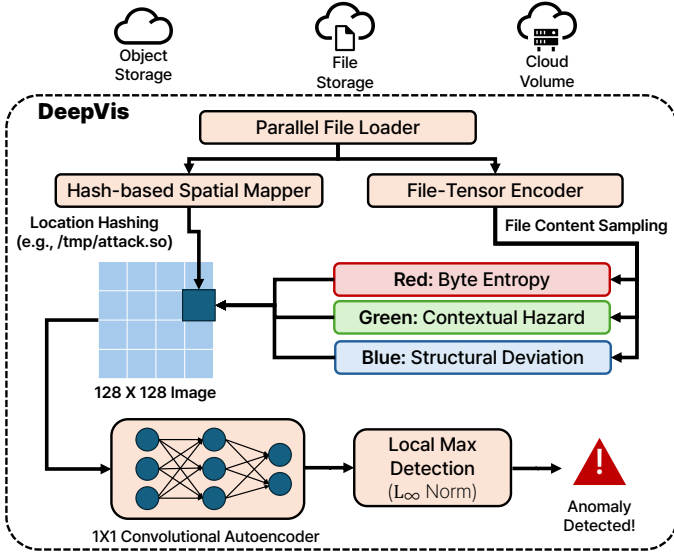 Object
Storage
File
Storage
Cloud
Volume
DeepVis
Parallel File Loader
Hash-based Spatial Mapper
File-Tensor Encoder
Location Hashing
(e.g., /tmp/attack.so)
File Content Sampling
Red: Byte Entropy
Green: Contextual Hazard
Blue: Structural Deviation
128 X 128 Image
Local Max
Detection
(L∞ Norm)
!
Anomaly
Detected!
1X1 Convolutional Autoencoder